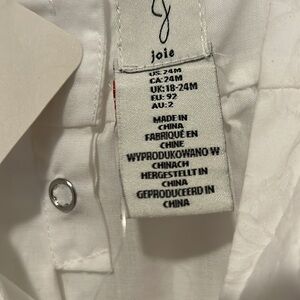 joie
US: 24M
CA: 24M
UK: 18-24M
EU: 92
AU: 2
MADE IN
CHINA
FABRIQUÉ EN
CHINE
WYPRODUKOWANO W
CHINACH
HERGESTELLT IN
CHINA
GEPRODUCEERD IN
CHINA